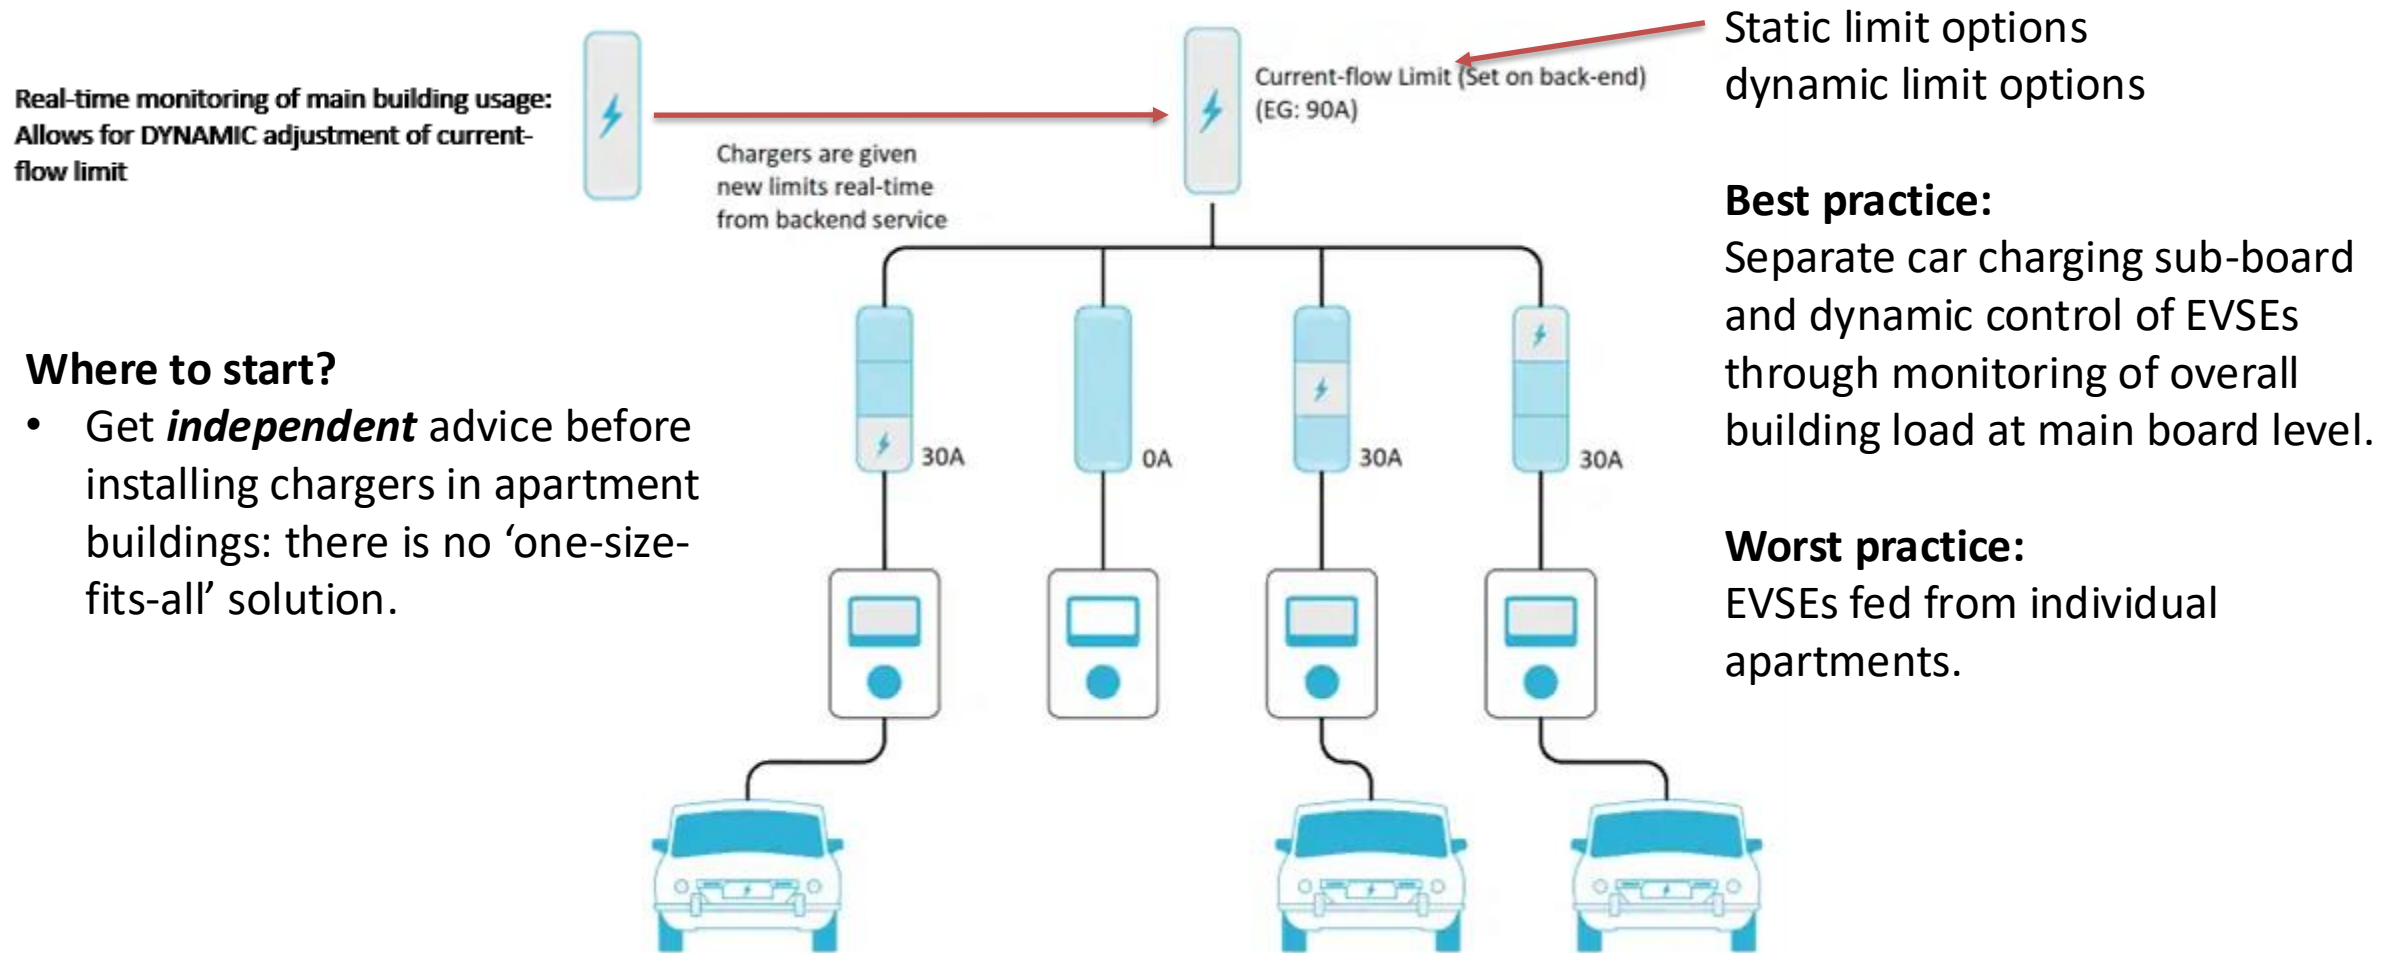 Real-time monitoring of main building usage:
Allows for DYNAMIC adjustment of current-
flow limit
Chargers are given
new limits real-time
from backend service
Current-flow Limit (Set on back-end)
(EG: 90A)
Static limit options
dynamic limit options
Where to start?
• Get independent advice before
installing chargers in apartment
buildings: there is no ‘one-size-
fits-all’ solution.
30A
0A
30A
30A
Best practice:
Separate car charging sub-board
and dynamic control of EVSEs
through monitoring of overall
building load at main board level.
Worst practice:
EVSEs fed from individual
apartments.